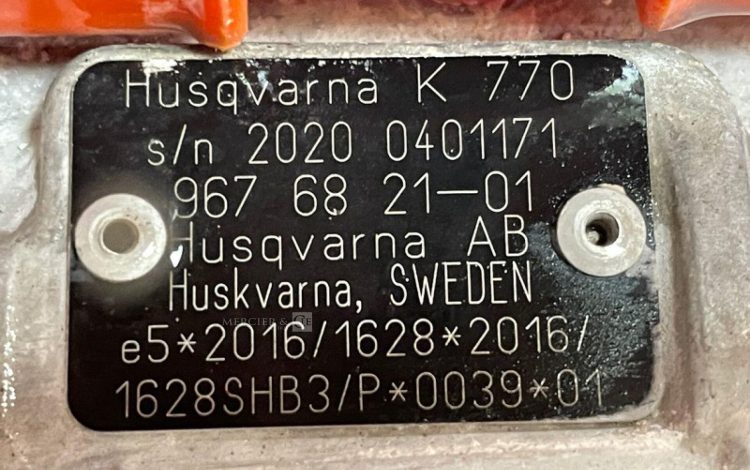 Husqvarna K 770
s/n 2020 0401171
967 68 21-01
Husqvarna AB
Huskvarna, SWEDEN
MERCIER &
e5*2016/1628*2016/
1628SHB3/P*0039*01